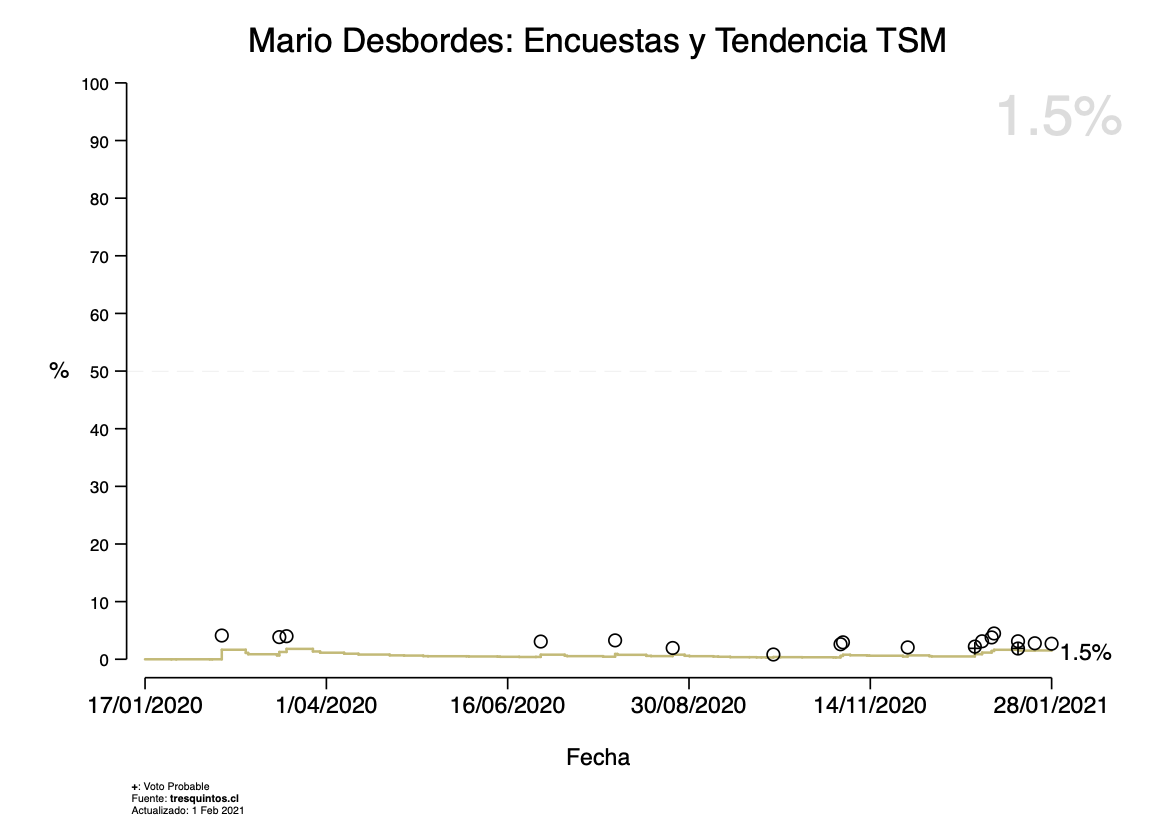 Mario Desbordes: Encuestas y Tendencia TSM
1.5%
100
90
80
70
60
% 50
40
30
20
10
0
1.5%
17/01/2020 1/04/2020 16/06/2020 30/08/2020 14/11/2020 28/01/2021
Fecha
+: Voto Probable
Fuente: tresquintos.cl
Actualizado: 1 Feb 2021